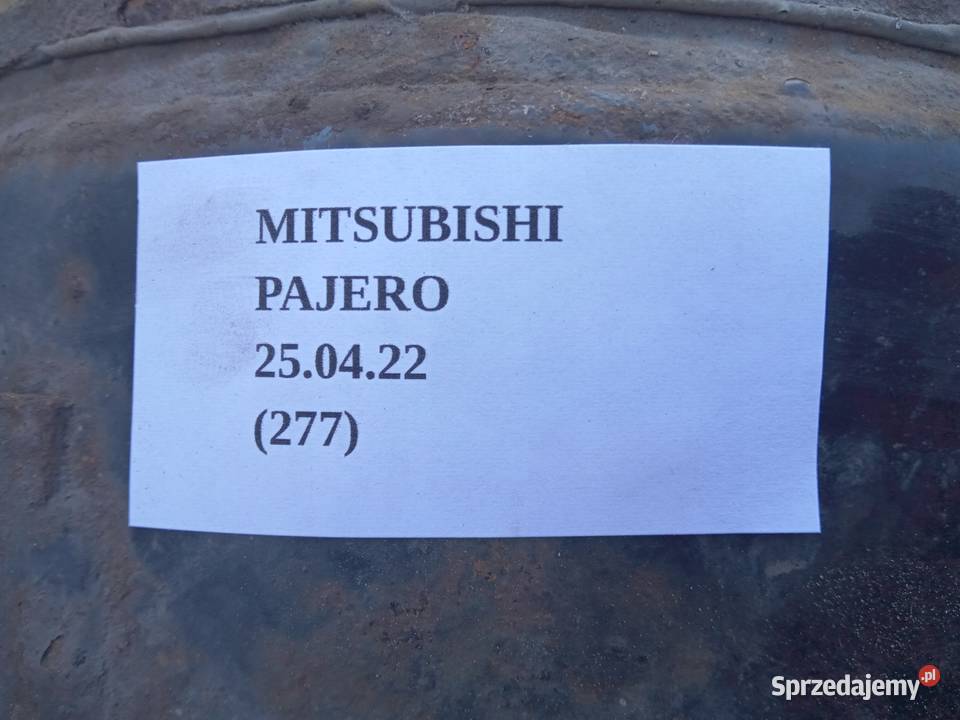 MITSUBISHI
PAJERO
25.04.22
(277)
Sprzedajemy.pl